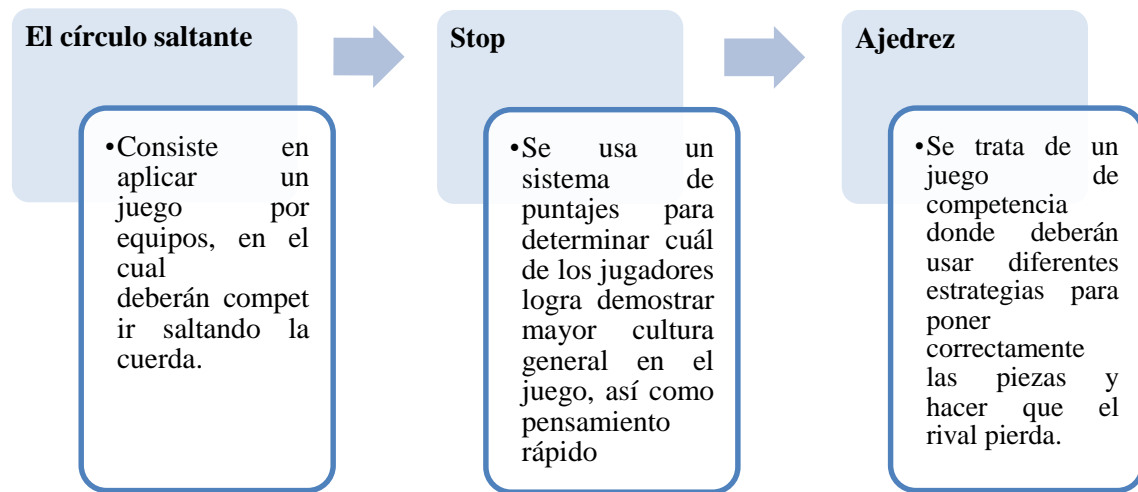 El círculo saltante
•Consiste en
aplicar un
juego por
equipos, en el
cual
deberán compet
ir saltando la
cuerda.
Stop
•Se usa un
sistema de
puntajes para
determinar cuál
de los jugadores
logra demostrar
mayor cultura
general en el
juego, así como
pensamiento
rápido
Ajedrez
•Se trata de un
juego de
competencia
donde deberán
usar diferentes
estrategias para
poner
correctamente
las piezas y
hacer que el
rival pierda.